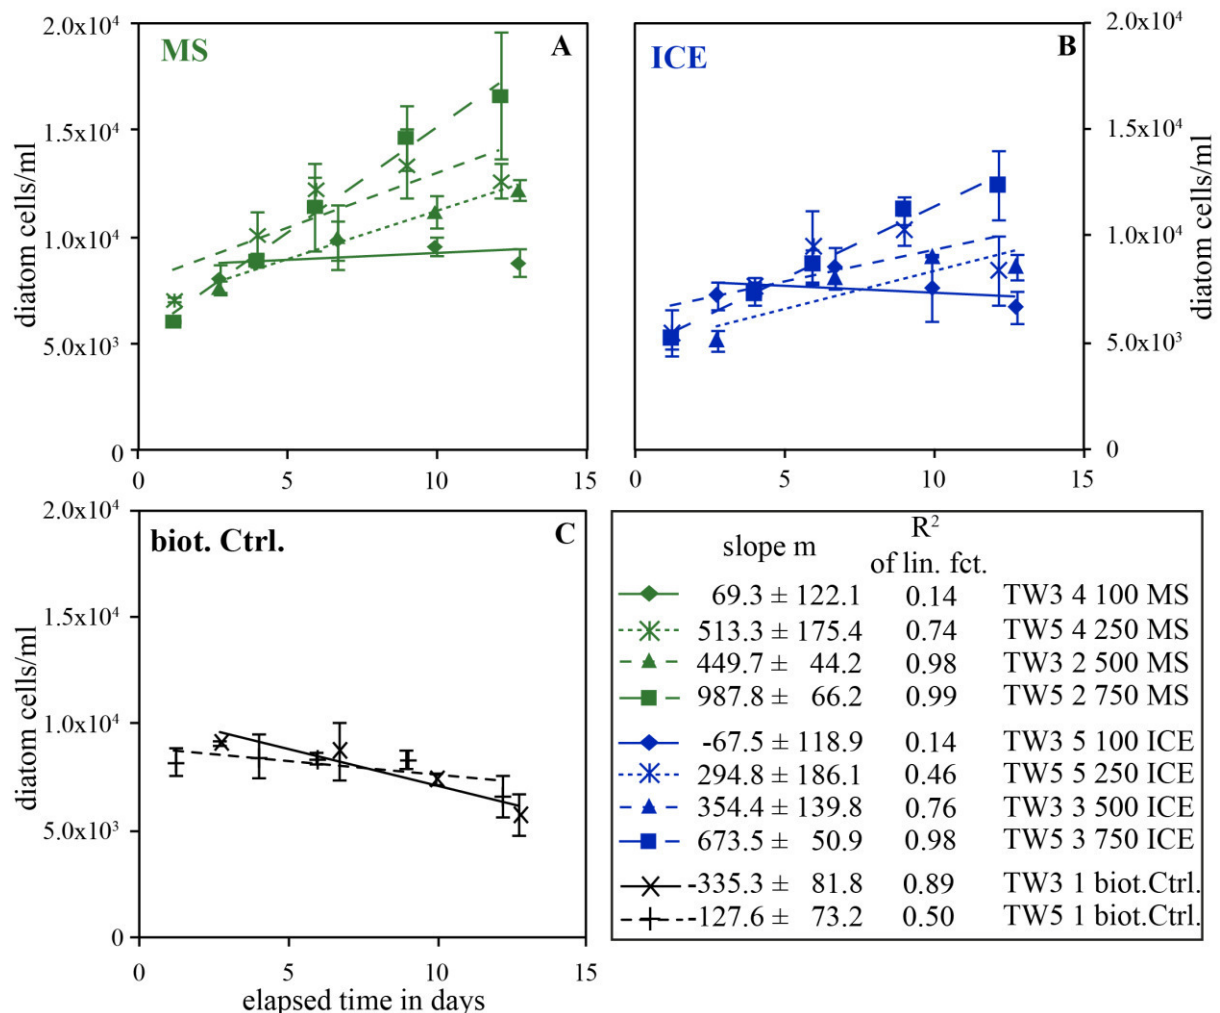 MS
A
diatom cells/ml
2.0x10⁴
1.5x10⁴
1.0x10⁴
5.0x10³
0
0 5 10 15
ICE
B
2.0x10⁴
1.5x10⁴
1.0x10⁴
5.0x10³
0
diatom cells/ml
0 5 10 15
biot. Ctrl.
C
diatom cells/ml
2.0x10⁴
1.5x10⁴
1.0x10⁴
5.0x10³
0
0 5 10 15
elapsed time in days
slope m R²
of lin. fct.
69.3 ± 122.1 0.14 TW3 4 100 MS
513.3 ± 175.4 0.74 TW5 4 250 MS
449.7 ± 44.2 0.98 TW3 2 500 MS
987.8 ± 66.2 0.99 TW5 2 750 MS
-67.5 ± 118.9 0.14 TW3 5 100 ICE
294.8 ± 186.1 0.46 TW5 5 250 ICE
354.4 ± 139.8 0.76 TW3 3 500 ICE
673.5 ± 50.9 0.98 TW5 3 750 ICE
-335.3 ± 81.8 0.89 TW3 1 biot.Ctrl.
-127.6 ± 73.2 0.50 TW5 1 biot.Ctrl.